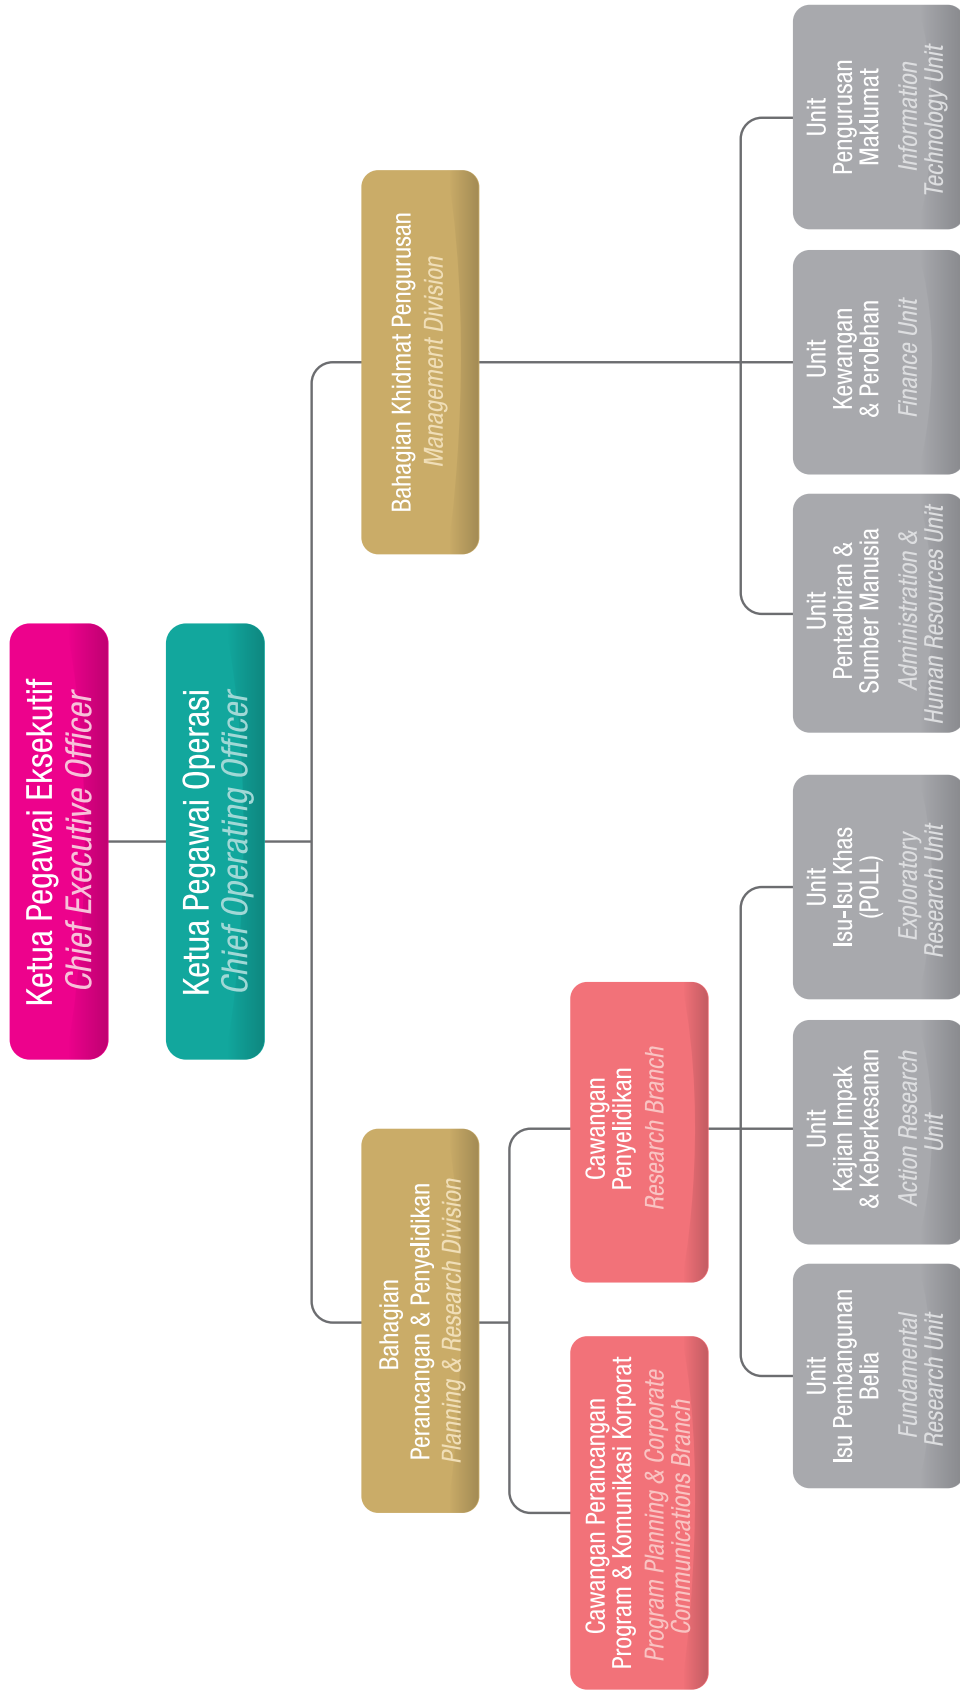 Ketua Pegawai Eksekutif
Chief Executive Officer
Ketua Pegawai Operasi
Chief Operating Officer
Bahagian
Perancangan & Penyelidikan
Planning & Research Division
Bahagian Khidmat Pengurusan
Management Division
Cawangan Perancangan
Program & Komunikasi Korporat
Program Planning & Corporate
Communications Branch
Cawangan
Penyelidikan
Research Branch
Unit
Isu Pembangunan
Belia
Fundamental
Research Unit
Unit
Kajian Impak
& Keberkesanan
Action Research
Unit
Unit
Isu-Isu Khas
(POLL)
Exploratory
Research Unit
Unit
Pentadbiran &
Sumber Manusia
Administration &
Human Resources Unit
Unit
Kewangan
& Perolehan
Finance Unit
Unit
Pengurusan
Maklumat
Information
Technology Unit